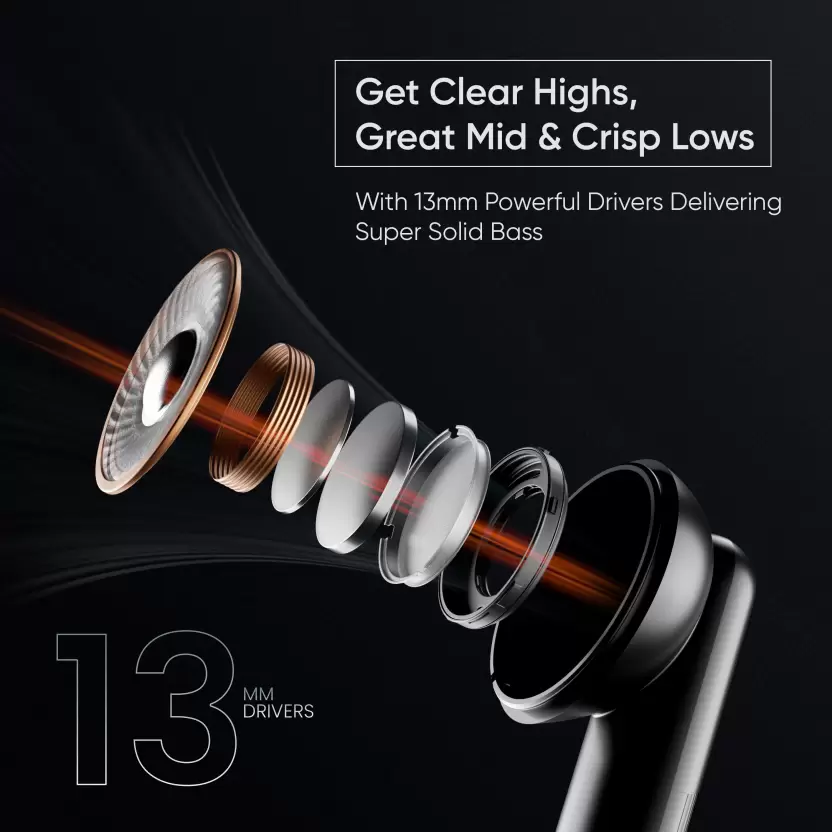 Get Clear Highs,
Great Mid & Crisp Lows
With 13mm Powerful Drivers Delivering
Super Solid Bass
13
MM
DRIVERS